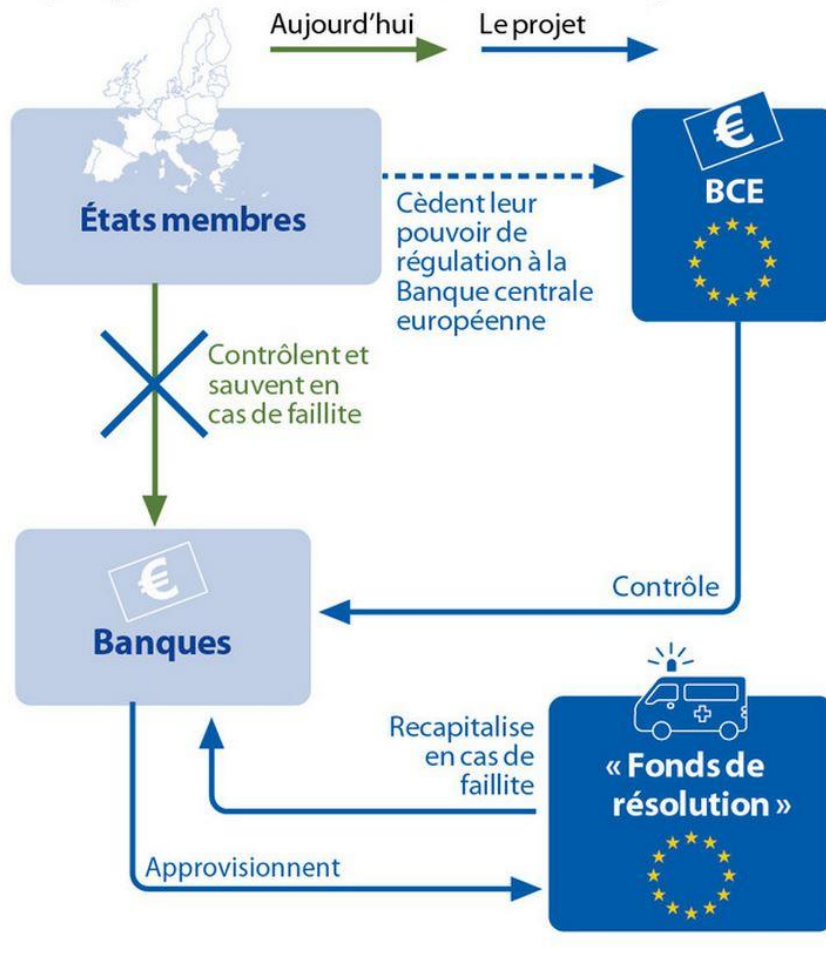 Aujourd'hui
Le projet
États membres
€
BCE
Cèdent leur
pouvoir de
régulation à la
Banque centrale
européenne
Contrôlent et
sauvent en
cas de faillite
€
Banques
Contrôle
Recapitalise
en cas de
faillite
« Fonds de
résolution »
Approvisionnent